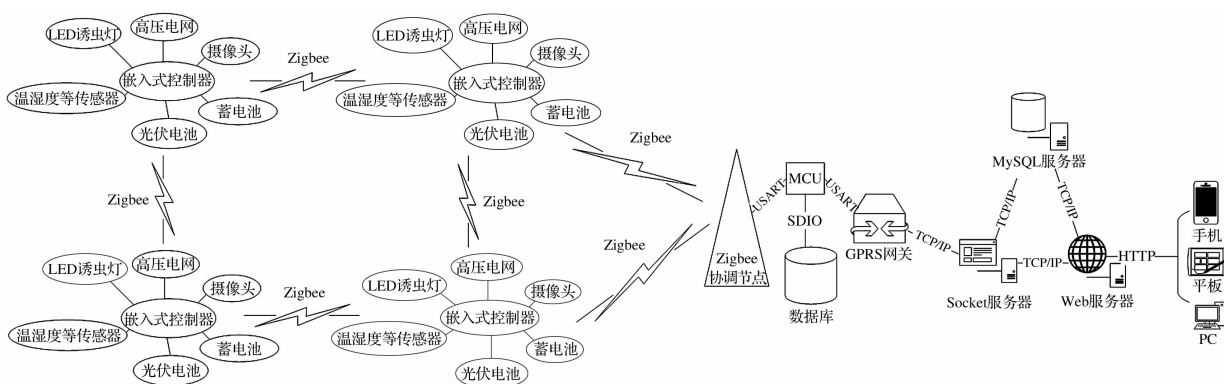 LED诱虫灯
高压电网
摄像头
嵌入式控制器
温湿度等传感器
蓄电池
光伏电池
Zigbee
LED诱虫灯
高压电网
摄像头
嵌入式控制器
温湿度等传感器
蓄电池
光伏电池
Zigbee
Zigbee
Zigbee
LED诱虫灯
高压电网
摄像头
嵌入式控制器
温湿度等传感器
蓄电池
光伏电池
Zigbee
LED诱虫灯
高压电网
摄像头
嵌入式控制器
温湿度等传感器
蓄电池
光伏电池
Zigbee
Zigbee
协调节点
USART
MCU
USART
SDIO
数据库
GPRS网关
TCP/IP
Socket服务器
TCP/IP
MySQL服务器
TCP/IP
TCP/IP
Web服务器
HTTP
手机
平板
PC